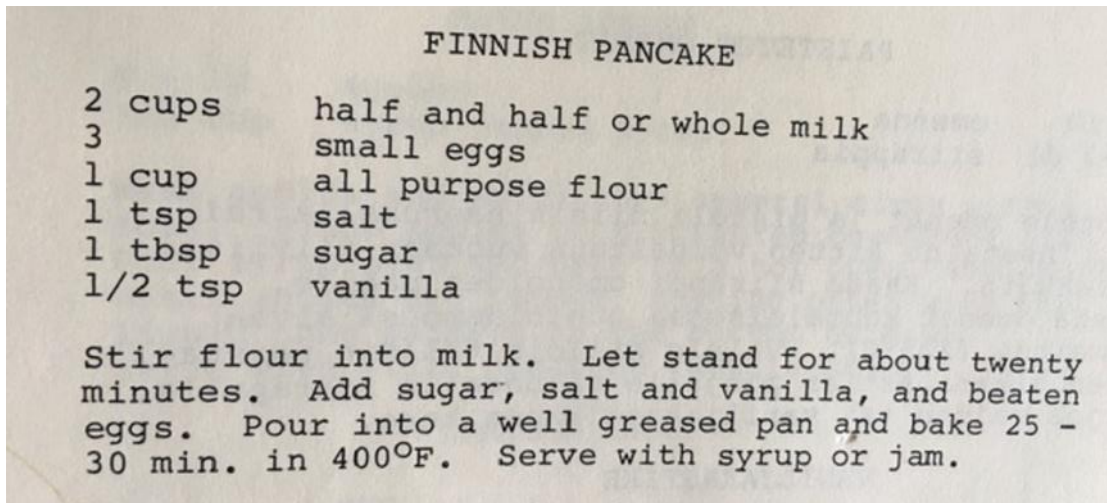 FINNISH PANCAKE
2 cups half and half or whole milk
3 small eggs
1 cup all purpose flour
1 tsp salt
1 tbsp sugar
1/2 tsp vanilla
Stir flour into milk. Let stand for about twenty
minutes. Add sugar, salt and vanilla, and beaten
eggs. Pour into a well greased pan and bake 25 -
30 min. in 400°F. Serve with syrup or jam.